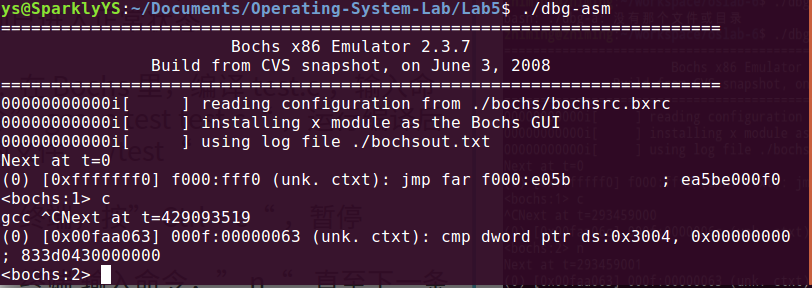 ys@SparklyYS:~/Documents/Operating-System-Lab/Lab5$ ./dbg-asm
========================================================================
Bochs x86 Emulator 2.3.7
Build from CVS snapshot, on June 3, 2008
========================================================================
00000000000i[     ] reading configuration from ./bochs/bochsrc.bxrc
00000000000i[     ] installing x module as the Bochs GUI
00000000000i[     ] using log file ./bochsout.txt
Next at t=0
(0) [0xfffffff0] f000:fff0 (unk. ctxt): jmp far f000:e05b         ; ea5be000f0
<bochs:1> c
gcc ^CNext at t=429093519
(0) [0x00faa063] 000f:00000063 (unk. ctxt): cmp dword ptr ds:0x3004, 0x00000000
; 833d0430000000
<bochs:2>